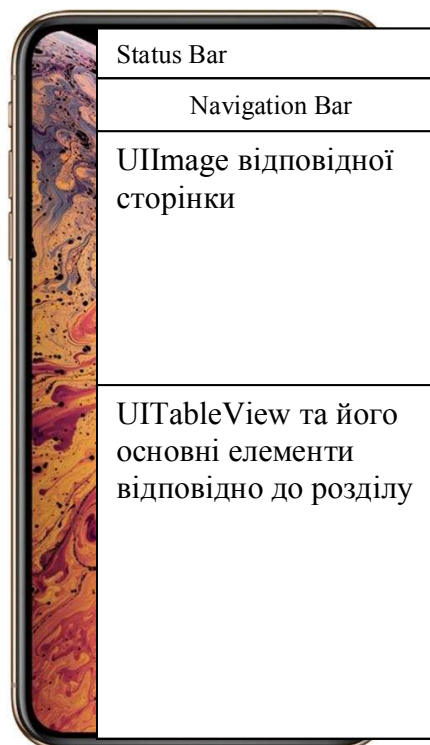 Status Bar
Navigation Bar
UIImage відповідної
сторінки
UITableView та його
основні елементи
відповідно до розділу